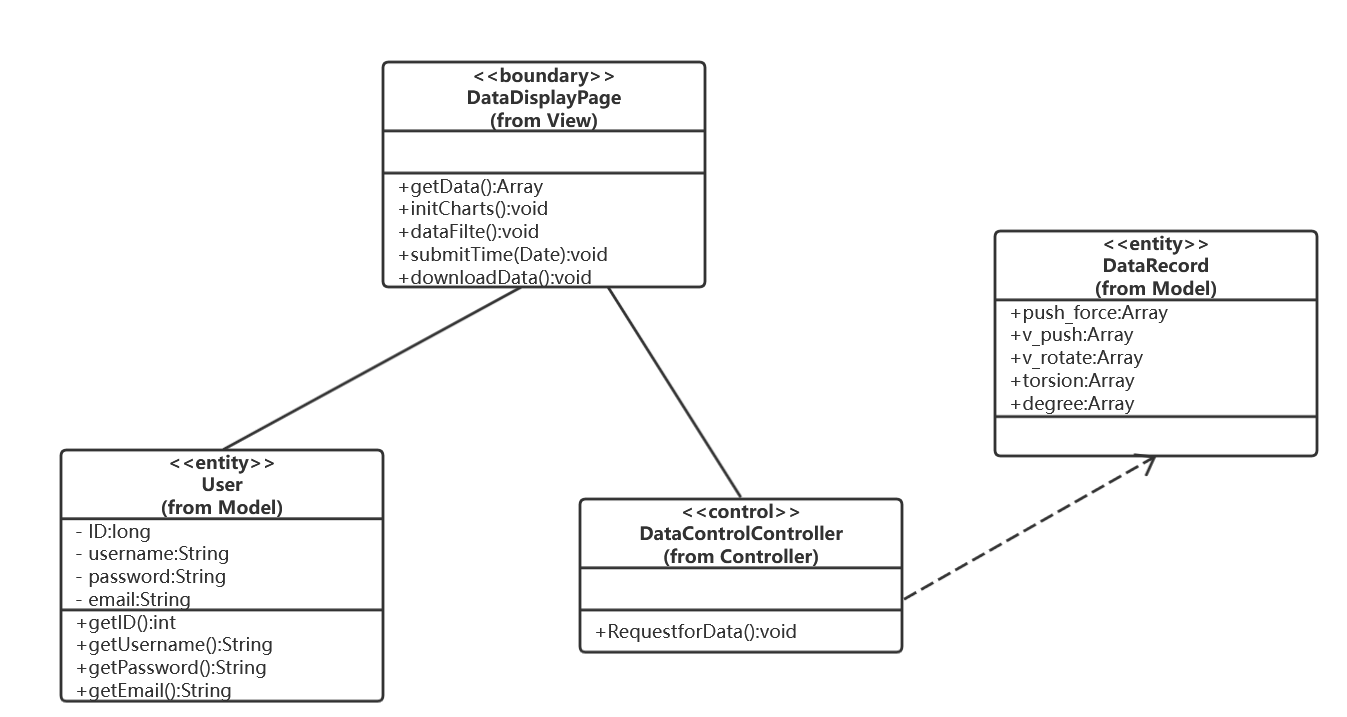 <<boundary>>
DataDisplayPage
(from View)
+getData():Array
+initCharts():void
+dataFilte():void
+submitTime(Date):void
+downloadData():void
<<entity>>
DataRecord
(from Model)
+push_force:Array
+v_push:Array
+v_rotate:Array
+torsion:Array
+degree:Array
<<entity>>
User
(from Model)
- ID:long
- username:String
- password:String
- email:String
+getID():int
+getUsername():String
+getPassword():String
+getEmail():String
<<control>>
DataControlController
(from Controller)
+RequestforData():void